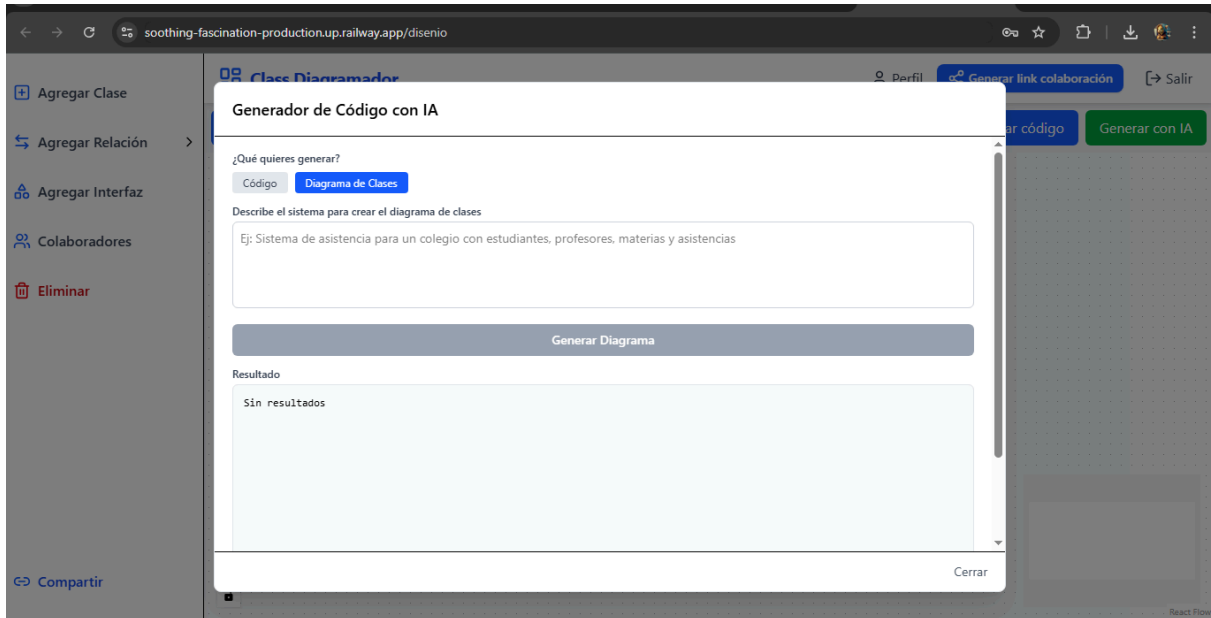 soothing-fascination-production.up.railway.app/disenio
Agregar Clase
Agregar Relación
Agregar Interfaz
Colaboradores
Eliminar
Compartir
Class Diagramador
Perfil
Generar link colaboración
Salir
ar código
Generar con IA
Generador de Código con IA
¿Qué quieres generar?
Código
Diagrama de Clases
Describe el sistema para crear el diagrama de clases
Ej: Sistema de asistencia para un colegio con estudiantes, profesores, materias y asistencias
Generar Diagrama
Resultado
Sin resultados
Cerrar
React Flow